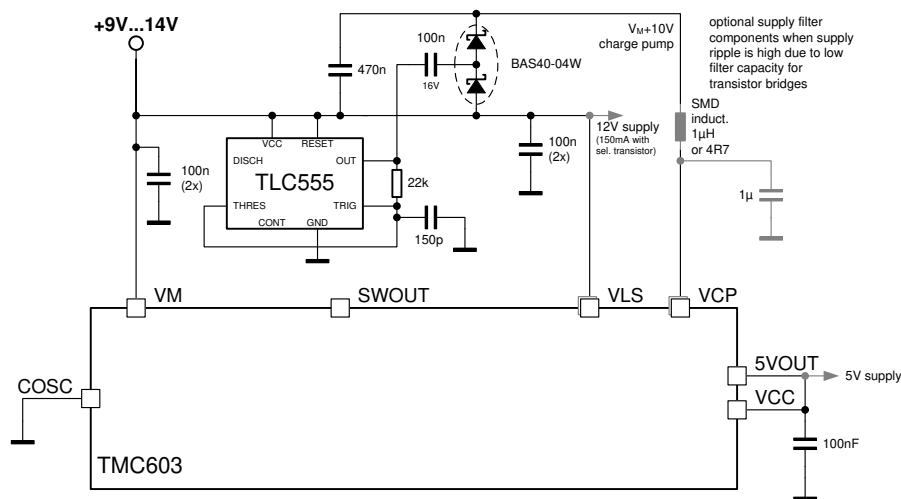 +9V...14V
470n
100n
16V
BAS40-04W
V_M+10V
charge pump
optional supply filter
components when supply
ripple is high due to low
filter capacity for
transistor bridges
SMD
induct.
1µH
or 4R7
1µ
12V supply
(150mA with
sel. transistor)
100n
(2x)
100n
(2x)
VCC
RESET
DISCH
OUT
TLC555
THRES
TRIG
CONT
GND
22k
150p
VM
SWOUT
VLS
VCP
COSC
5VOUT
5V supply
VCC
100nF
TMC603